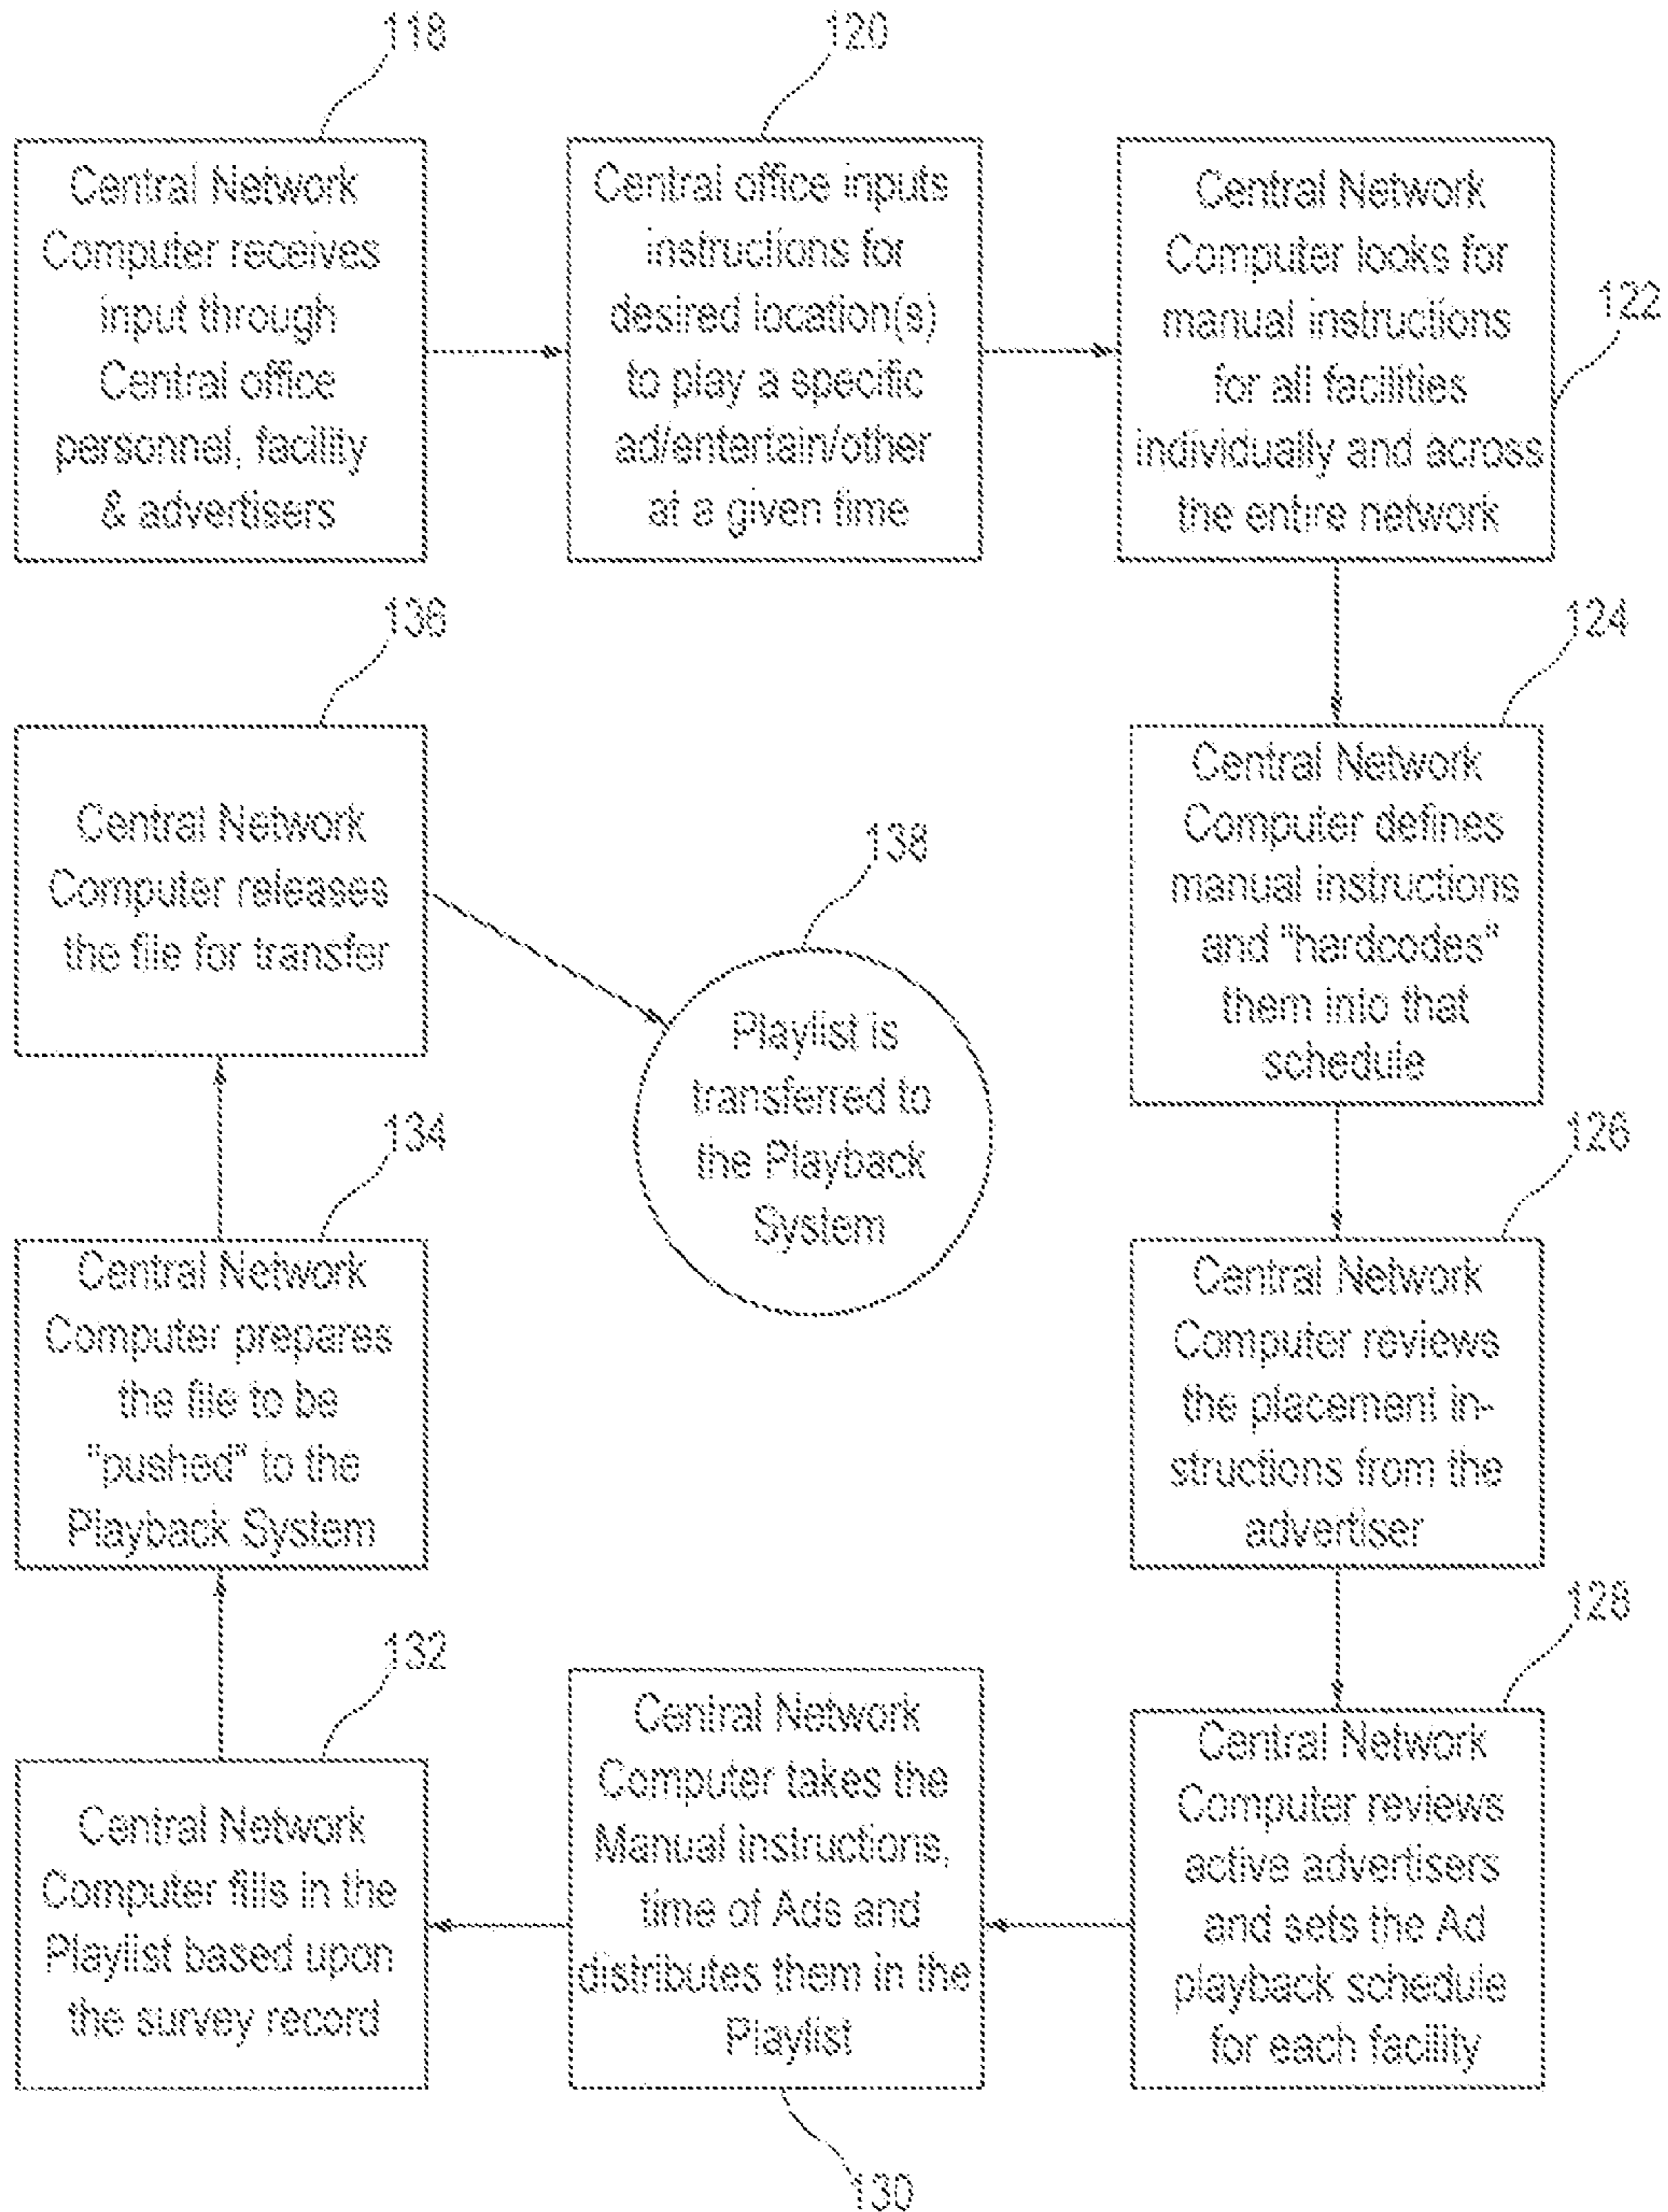 118
Central Network
Computer receives
input through
Central office
personnel, facility
& advertisers
120
Central office inputs
instructions for
desired location(s)
to play a specific
ad/entertain/other
at a given time
122
Central Network
Computer looks for
manual instructions
for all facilities
individually and across
the entire network
124
Central Network
Computer defines
manual instructions
and "hardcodes"
them into that
schedule
126
Central Network
Computer reviews
the placement in-
structions from the
advertiser
128
Central Network
Computer reviews
active advertisers
and sets the Ad
playback schedule
for each facility
130
Central Network
Computer takes the
Manual instructions,
time of Ads and
distributes them in the
Playlist
132
Central Network
Computer fills in the
Playlist based upon
the survey record
134
Central Network
Computer prepares
the file to be
"pushed" to the
Playback System
136
Central Network
Computer releases
the file for transfer
138
Playlist is
transferred to
the Playback
System